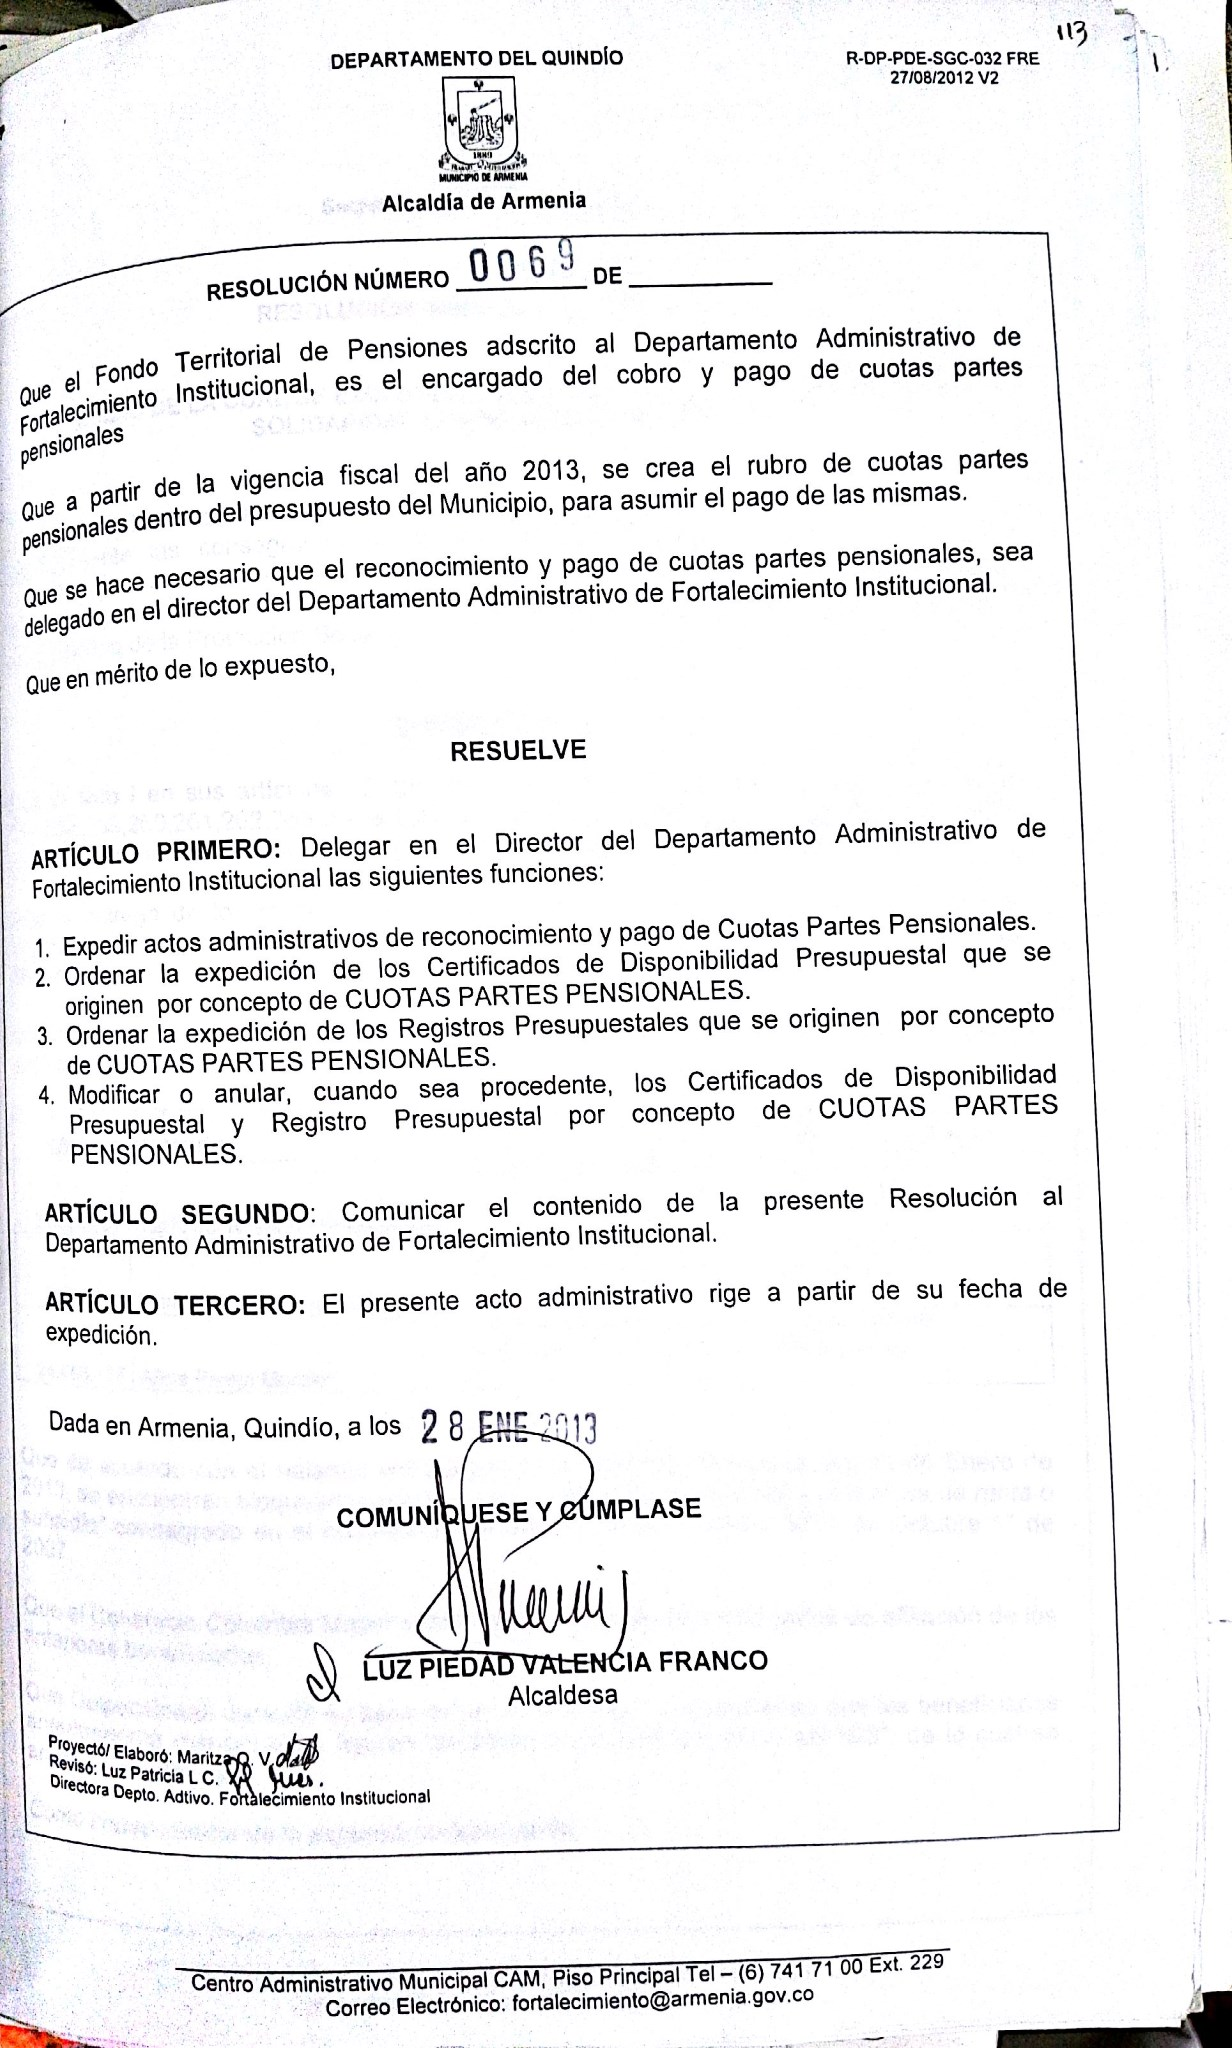 113
DEPARTAMENTO DEL QUINDÍO
R-DP-PDE-SGC-032 FRE
27/08/2012 V2
1889
MUNICIPIO DE ARMENIA
Alcaldía de Armenia
RESOLUCIÓN NÚMERO 0069 DE ____________
Que el Fondo Territorial de Pensiones adscrito al Departamento Administrativo de
Fortalecimiento Institucional, es el encargado del cobro y pago de cuotas partes
pensionales
Que a partir de la vigencia fiscal del año 2013, se crea el rubro de cuotas partes
pensionales dentro del presupuesto del Municipio, para asumir el pago de las mismas.
Que se hace necesario que el reconocimiento y pago de cuotas partes pensionales, sea
delegado en el director del Departamento Administrativo de Fortalecimiento Institucional.
Que en mérito de lo expuesto,
RESUELVE
ARTÍCULO PRIMERO: Delegar en el Director del Departamento Administrativo de
Fortalecimiento Institucional las siguientes funciones:
1. Expedir actos administrativos de reconocimiento y pago de Cuotas Partes Pensionales.
2. Ordenar la expedición de los Certificados de Disponibilidad Presupuestal que se
originen por concepto de CUOTAS PARTES PENSIONALES.
3. Ordenar la expedición de los Registros Presupuestales que se originen por concepto
de CUOTAS PARTES PENSIONALES.
4. Modificar o anular, cuando sea procedente, los Certificados de Disponibilidad
Presupuestal y Registro Presupuestal por concepto de CUOTAS PARTES
PENSIONALES.
ARTÍCULO SEGUNDO: Comunicar el contenido de la presente Resolución al
Departamento Administrativo de Fortalecimiento Institucional.
ARTÍCULO TERCERO: El presente acto administrativo rige a partir de su fecha de
expedición.
Dada en Armenia, Quindío, a los 28 ENE 2013
COMUNÍQUESE Y CÚMPLASE
LUZ PIEDAD VALENCIA FRANCO
Alcaldesa
Proyectó/ Elaboró: Maritza O. V.
Revisó: Luz Patricia L C.
Directora Depto. Adtivo. Fortalecimiento Institucional
Centro Administrativo Municipal CAM, Piso Principal Tel – (6) 741 71 00 Ext. 229
Correo Electrónico: fortalecimiento@armenia.gov.co